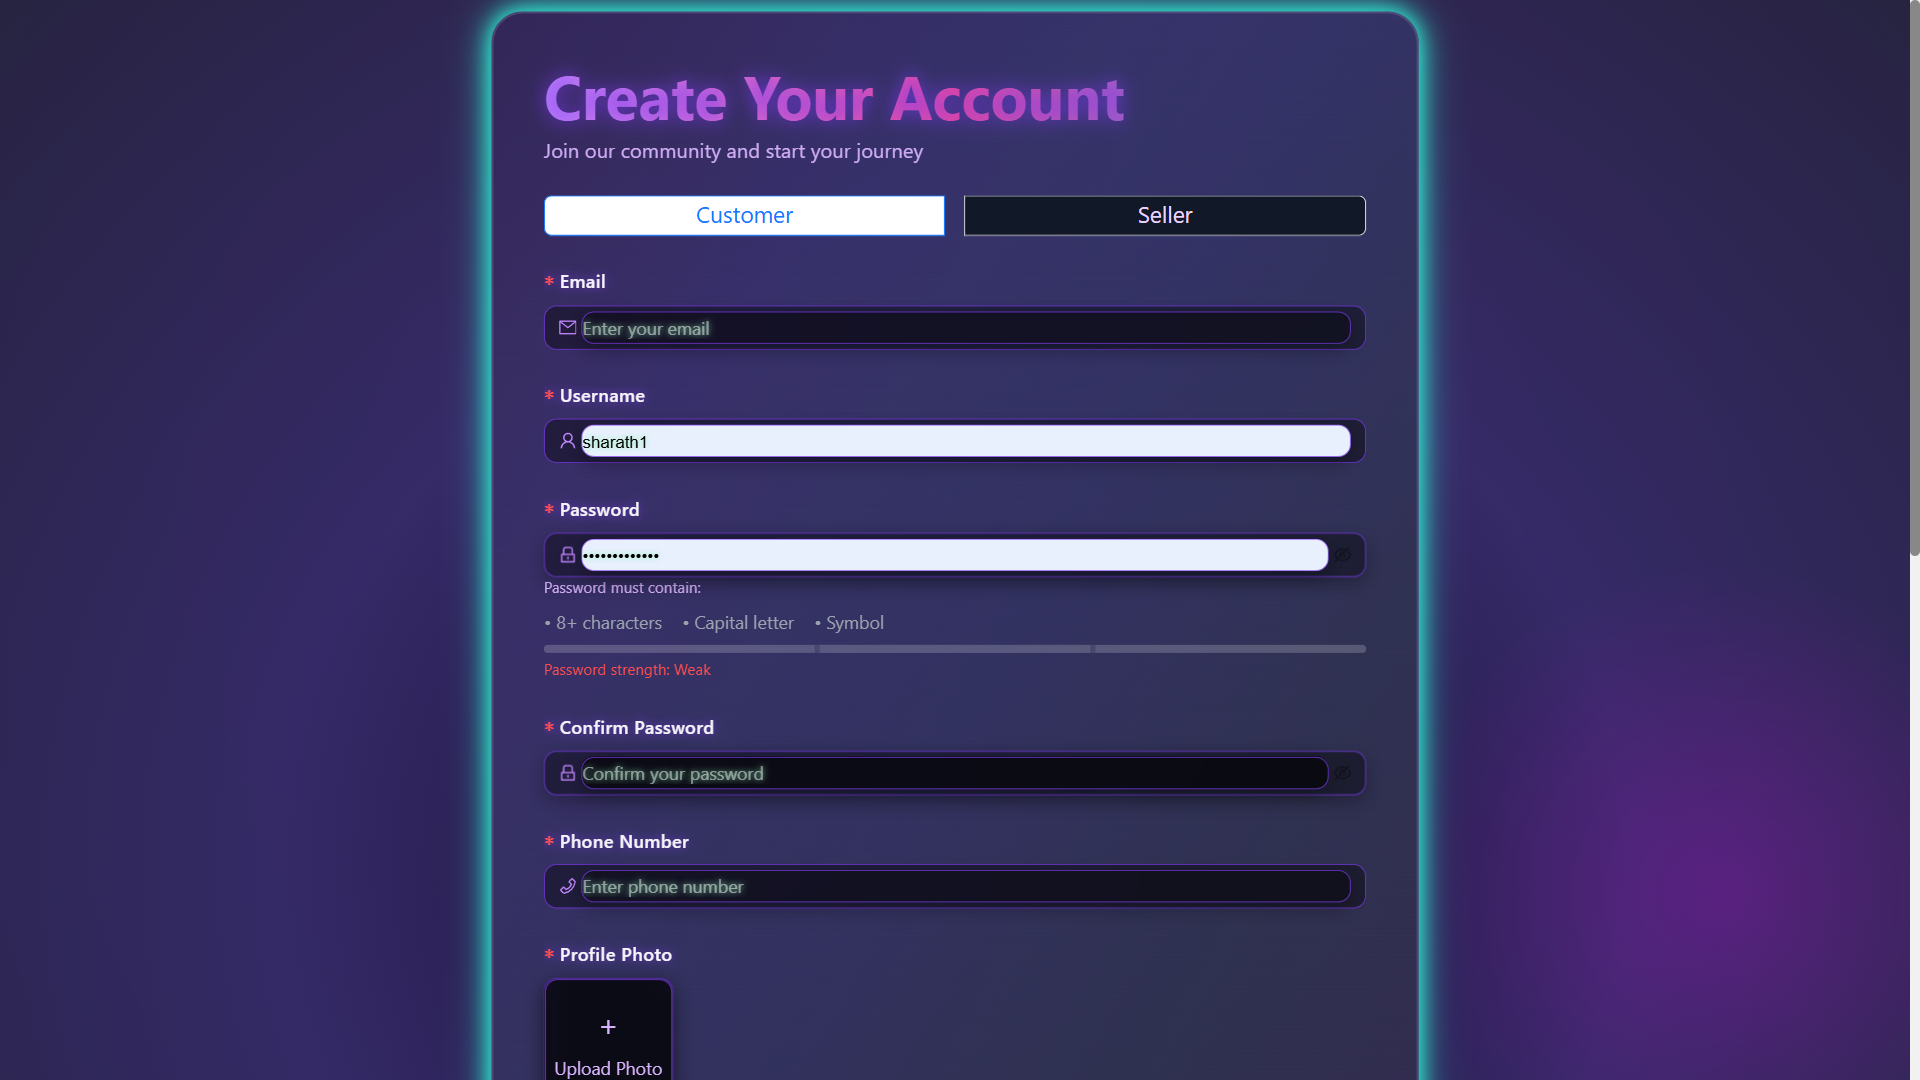 Create Your Account
Join our community and start your journey
Customer
Seller
* Email
Enter your email
* Username
sharath1
* Password
•••••••••••••
Password must contain:
• 8+ characters • Capital letter • Symbol
Password strength: Weak
* Confirm Password
Confirm your password
* Phone Number
Enter phone number
* Profile Photo
+
Upload Photo